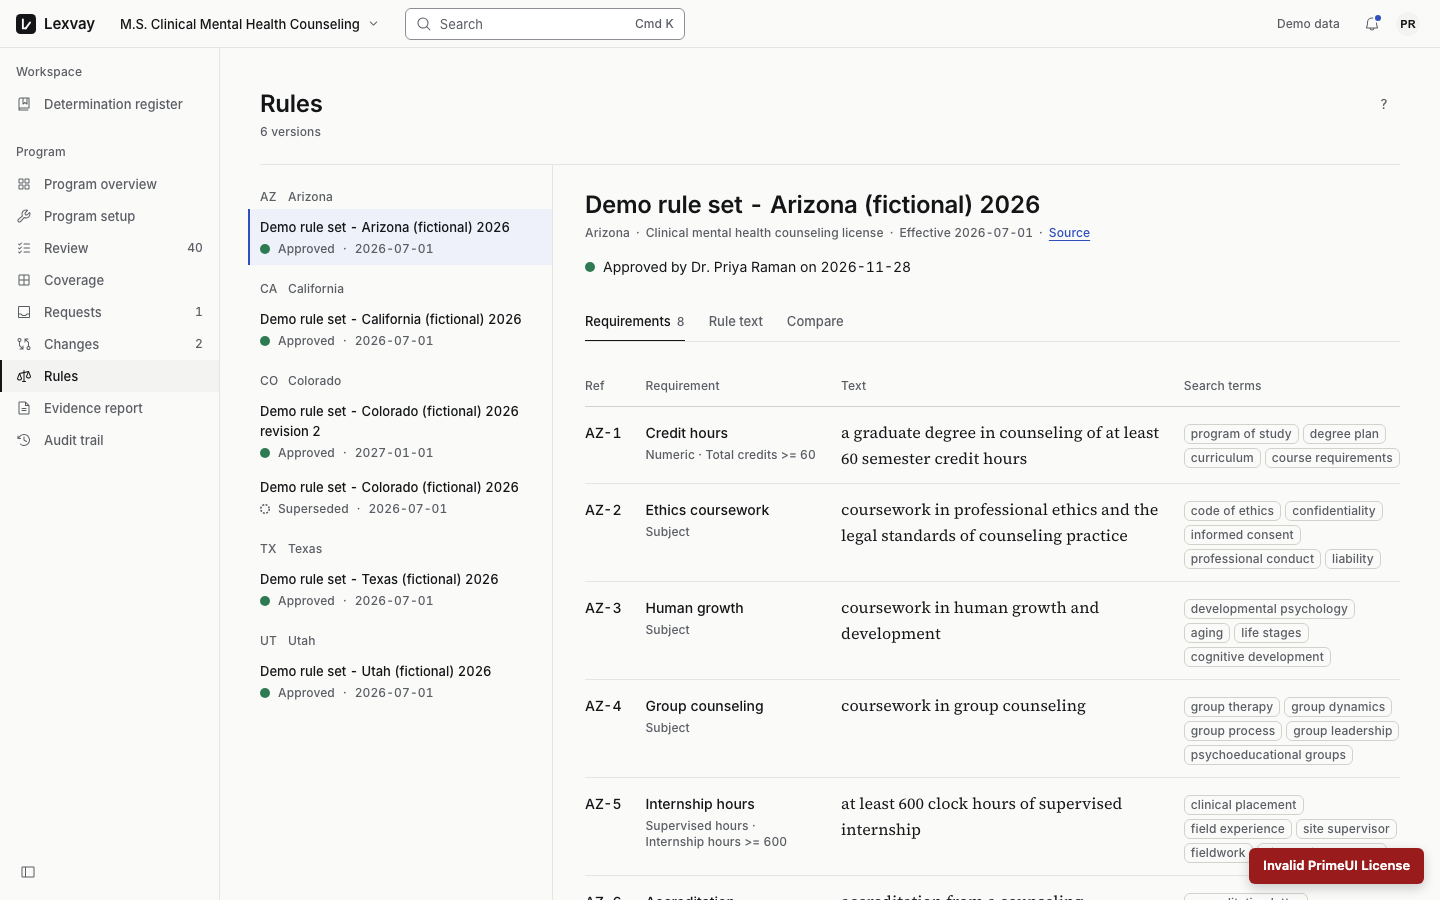 Lexvay
M.S. Clinical Mental Health Counseling
Search
Cmd K
Demo data
PR
Workspace
Determination register
Program
Program overview
Program setup
Review 40
Coverage
Requests 1
Changes 2
Rules
Evidence report
Audit trail
Rules
6 versions
?
AZ Arizona
Demo rule set - Arizona (fictional) 2026
Approved · 2026-07-01
CA California
Demo rule set - California (fictional) 2026
Approved · 2026-07-01
CO Colorado
Demo rule set - Colorado (fictional) 2026
revision 2
Approved · 2027-01-01
Demo rule set - Colorado (fictional) 2026
Superseded · 2026-07-01
TX Texas
Demo rule set - Texas (fictional) 2026
Approved · 2026-07-01
UT Utah
Demo rule set - Utah (fictional) 2026
Approved · 2026-07-01
Demo rule set - Arizona (fictional) 2026
Arizona · Clinical mental health counseling license · Effective 2026-07-01 · Source
Approved by Dr. Priya Raman on 2026-11-28
Requirements 8 Rule text Compare
Ref Requirement Text Search terms
AZ-1
Credit hours
Numeric · Total credits >= 60
a graduate degree in counseling of at least
60 semester credit hours
program of study degree plan
curriculum course requirements
AZ-2
Ethics coursework
Subject
coursework in professional ethics and the
legal standards of counseling practice
code of ethics confidentiality
informed consent
professional conduct liability
AZ-3
Human growth
Subject
coursework in human growth and
development
developmental psychology
aging life stages
cognitive development
AZ-4
Group counseling
Subject
coursework in group counseling
group therapy group dynamics
group process group leadership
psychoeducational groups
AZ-5
Internship hours
Supervised hours ·
Internship hours >= 600
at least 600 clock hours of supervised
internship
clinical placement
field experience site supervisor
fieldwork
Invalid PrimeUI License